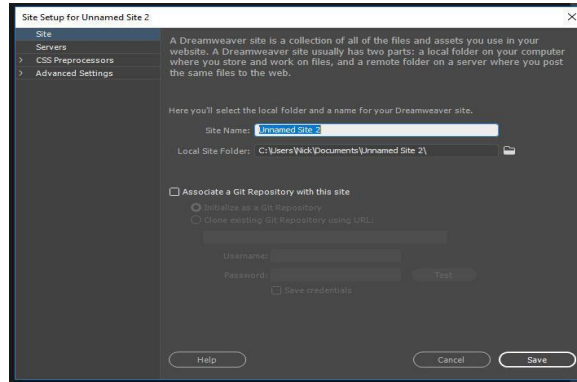 Site Setup for Unnamed Site 2
Site
Servers
CSS Preprocessors
Advanced Settings
A Dreamweaver site is a collection of all of the files and assets you use in your
website. A Dreamweaver site usually has two parts: a local folder on your computer
where you store and work on files, and a remote folder on a server where you post
the same files to the web.
Here you'll select the local folder and a name for your Dreamweaver site.
Site Name: Unnamed Site 2
Local Site Folder: C:\Users\Nick\Documents\Unnamed Site 2\
Associate a Git Repository with this site
Initialize as a Git Repository
Clone existing Git Repository using URL:
Username:
Password: Test
Save credentials
Help Cancel Save